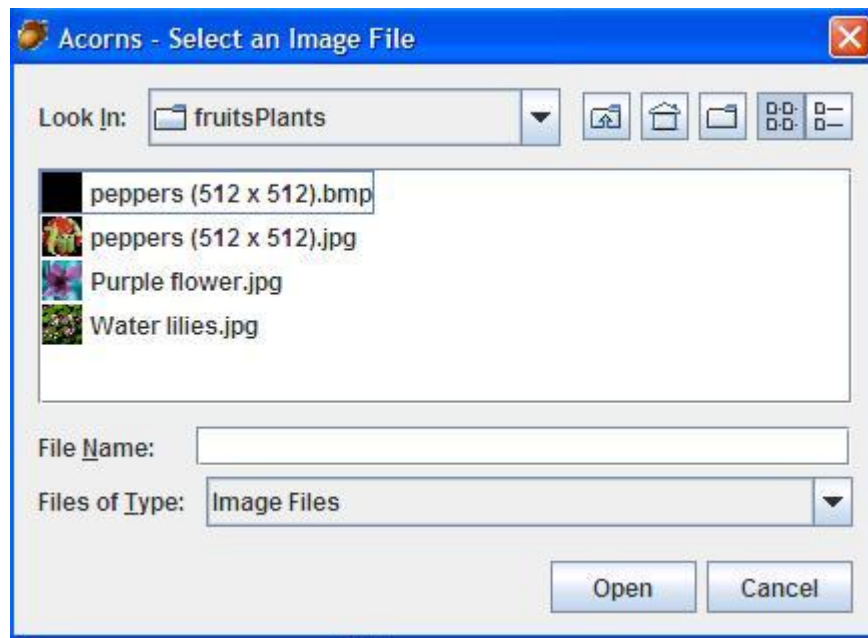 Acorns - Select an Image File
Look In: fruitsPlants
peppers (512 x 512).bmp
peppers (512 x 512).jpg
Purple flower.jpg
Water lilies.jpg
File Name:
Files of Type: Image Files
Open Cancel